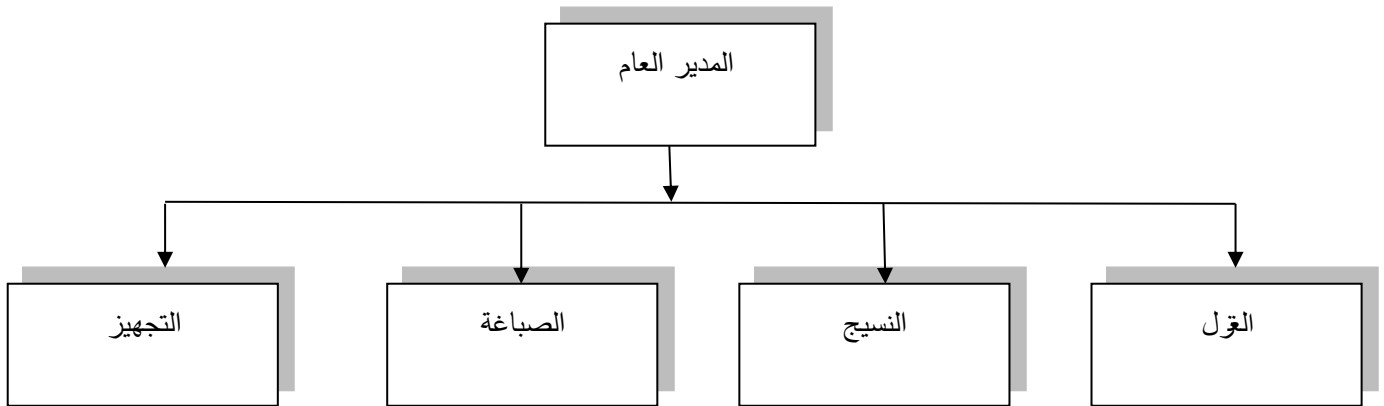 المدير العام
الغزل
النسيج
الصباغة
التجهيز